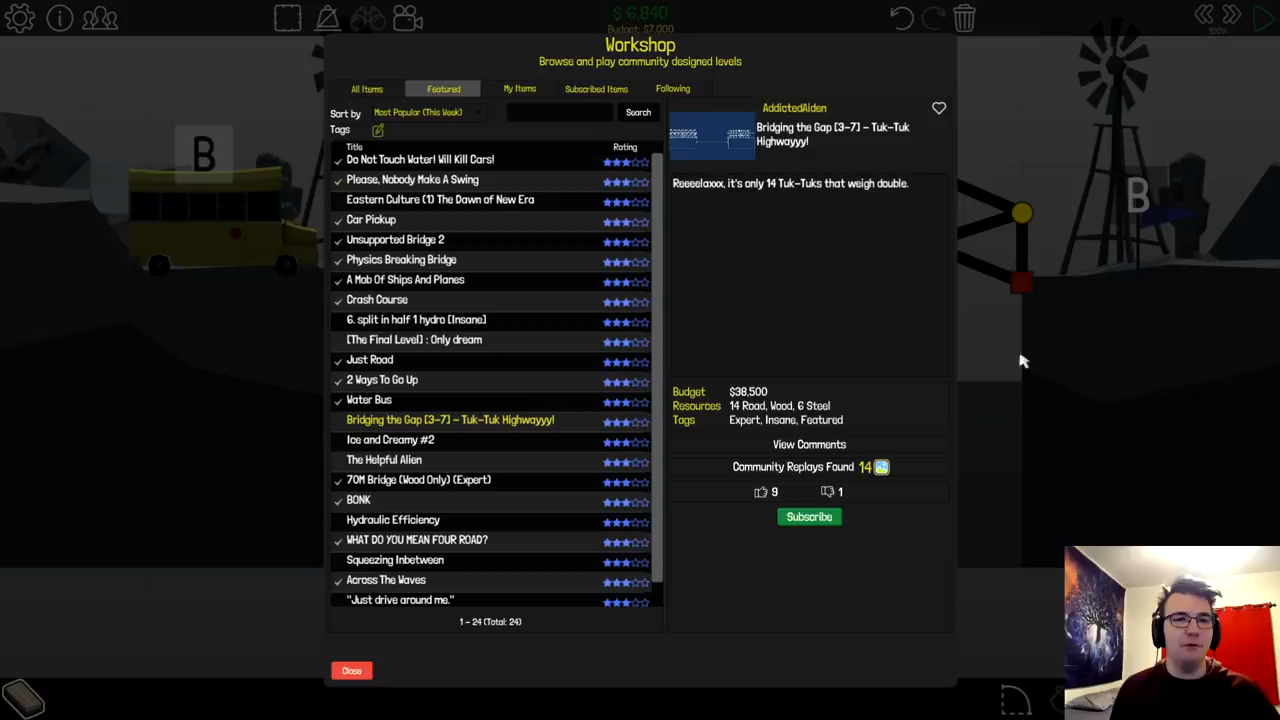 $ 6,840
Budget: $7,000
100%
Workshop
Browse and play community designed levels
All Items
Featured
My Items
Subscribed Items
Following
Sort by
Most Popular (This Week)
Search
Tags
Title
Rating
Do Not Touch Water! Will Kill Cars!
Please, Nobody Make A Swing
Eastern Culture (1) The Dawn of New Era
Car Pickup
Unsupported Bridge 2
Physics Breaking Bridge
A Mob Of Ships And Planes
Crash Course
6. split in half 1 hydro [Insane]
[The Final Level] : Only dream
Just Road
2 Ways To Go Up
Water Bus
Bridging the Gap [3-7] - Tuk-Tuk Highwayyy!
Ice and Creamy #2
The Helpful Alien
70M Bridge (Wood Only) (Expert)
BONK
Hydraulic Efficiency
WHAT DO YOU MEAN FOUR ROAD?
Squeezing Inbetween
Across The Waves
"Just drive around me."
1 - 24 (Total: 24)
Close
AddictedAiden
Bridging the Gap [3-7] - Tuk-Tuk
Highwayyy!
Reeeelaxxx, it's only 14 Tuk-Tuks that weigh double.
Budget $38,500
Resources 14 Road, Wood, 6 Steel
Tags Expert, Insane, Featured
View Comments
Community Replays Found 14
9
1
Subscribe
B
B